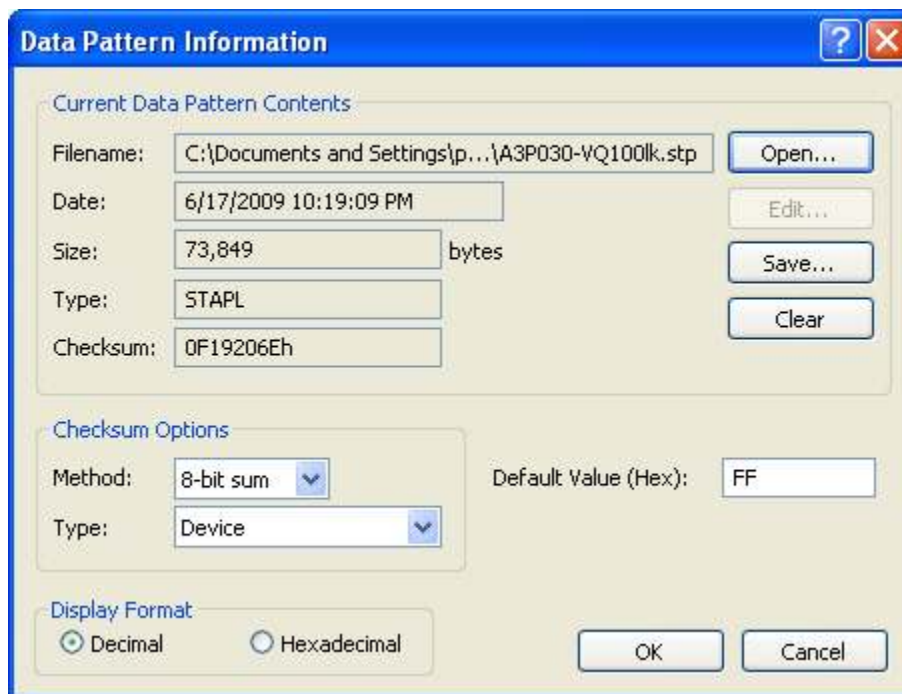 Data Pattern Information
Current Data Pattern Contents
Filename: C:\Documents and Settings\p...\A3P030-VQ100lk.stp Open...
Date: 6/17/2009 10:19:09 PM Edit...
Size: 73,849 bytes Save...
Type: STAPL Clear
Checksum: 0F19206Eh
Checksum Options
Method: 8-bit sum Default Value (Hex): FF
Type: Device
Display Format
Decimal Hexadecimal OK Cancel